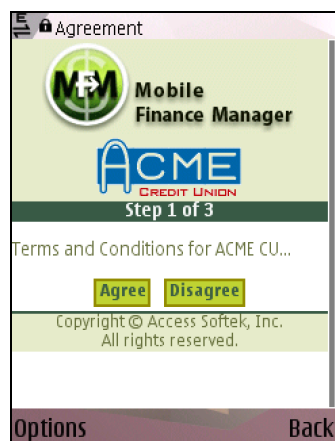 E
Agreement
MFM
Mobile
Finance Manager
ACME
CREDIT UNION
Step 1 of 3
Terms and Conditions for ACME CU...
Agree Disagree
Copyright © Access Softek, Inc.
All rights reserved.
Options Back